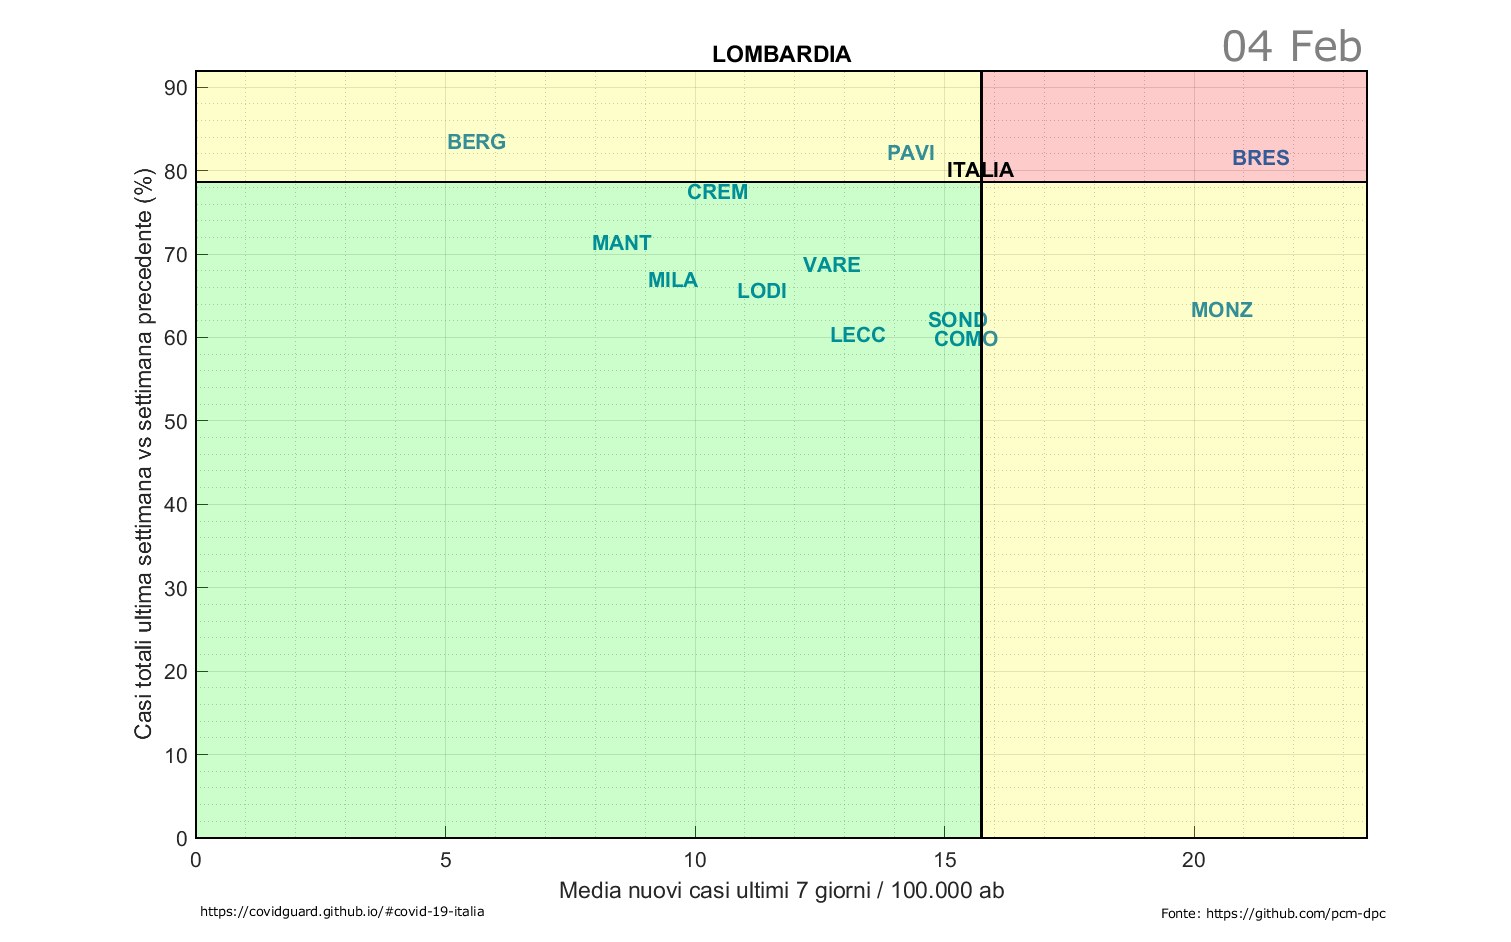 04 Feb
LOMBARDIA
90
80
70
60
50
40
30
20
10
0
Casi totali ultima settimana vs settimana precedente (%)
BERG
PAVI
BRES
ITALIA
CREM
MANT
VARE
MILA
LODI
MONZ
SOND
LECC
COMO
0
5
10
15
20
Media nuovi casi ultimi 7 giorni / 100.000 ab
https://covidguard.github.io/#covid-19-italia
Fonte: https://github.com/pcm-dpc